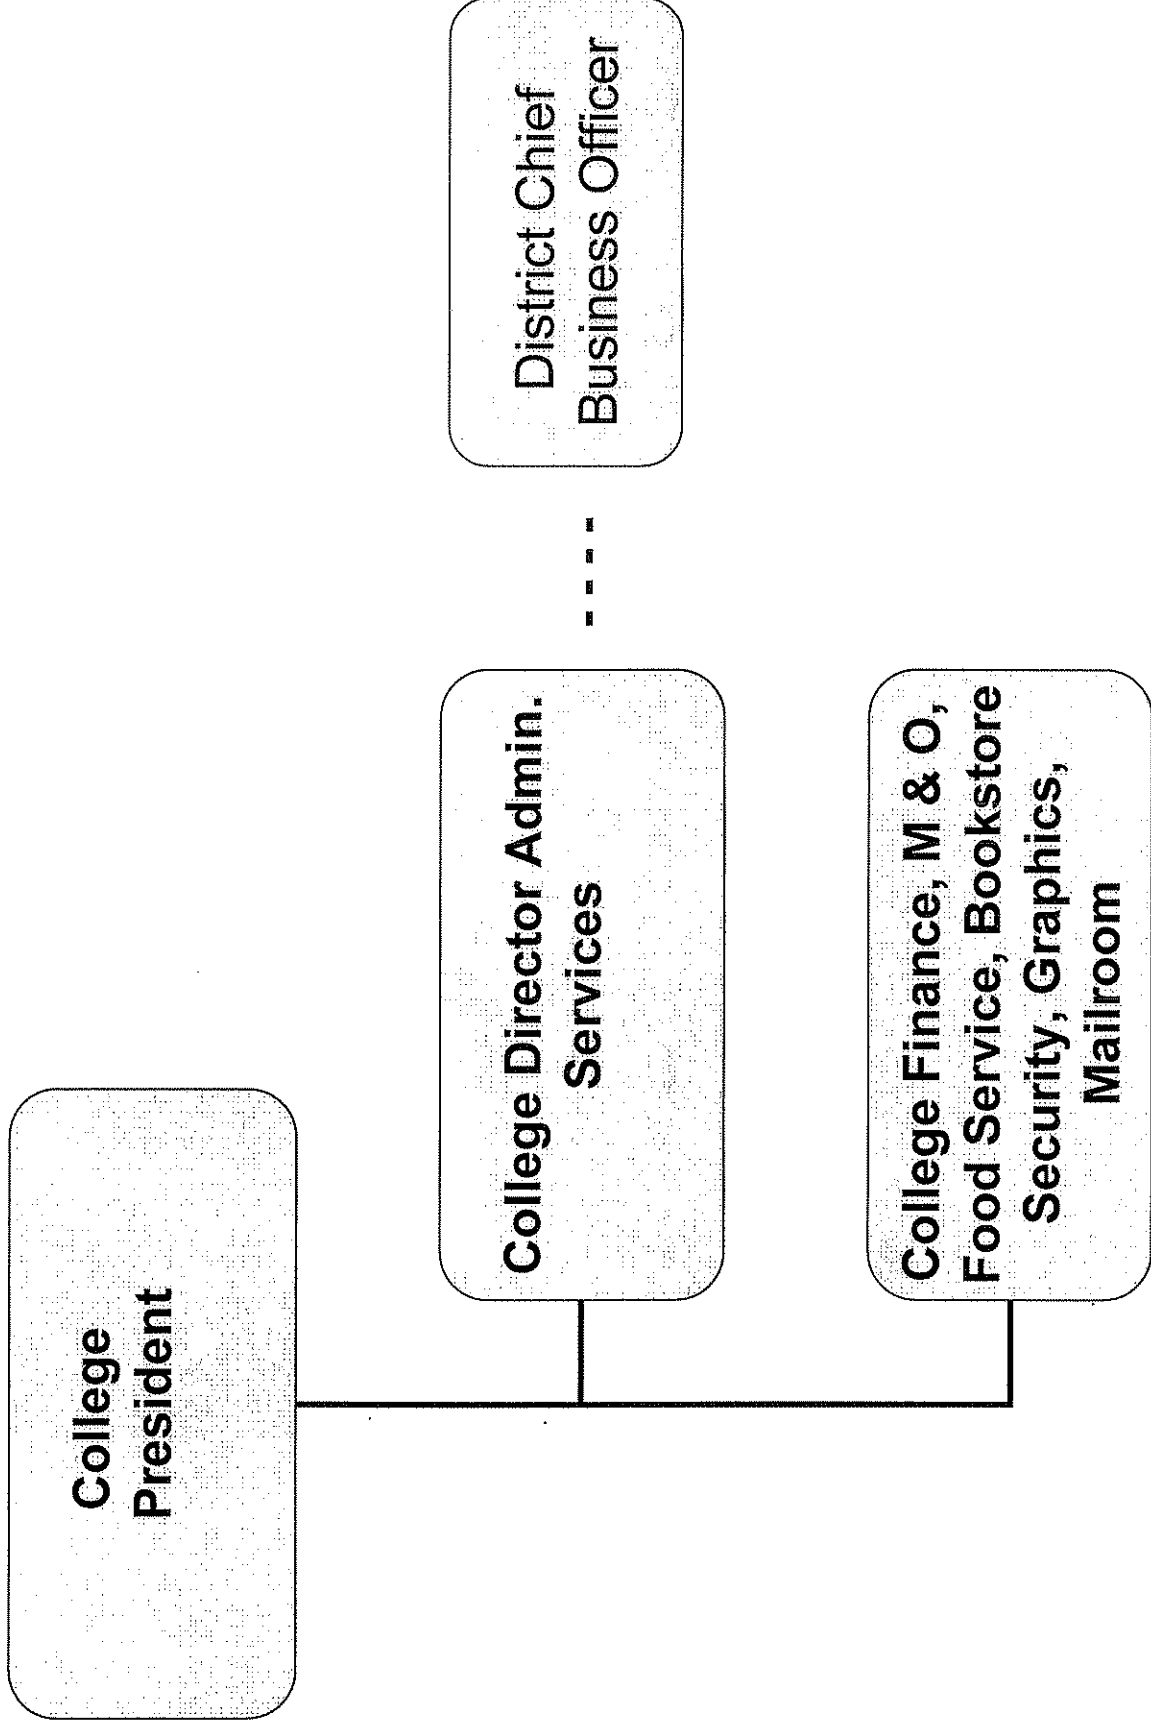 College
President
College Director Admin.
Services
District Chief
Business Officer
College Finance, M & O,
Food Service, Bookstore
Security, Graphics,
Mailroom